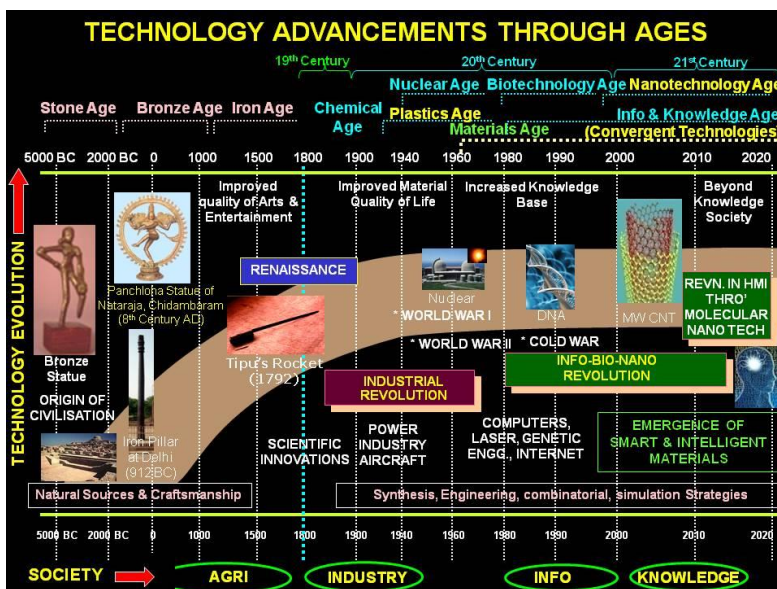 TECHNOLOGY ADVANCEMENTS THROUGH AGES
19th Century
20th Century
21st Century
Nuclear Age
Biotechnology Age
Nanotechnology Age
Stone Age
Bronze Age
Iron Age
Chemical
Age
Plastics Age
Info & Knowledge Age
Materials Age
(Convergent Technologies
5000 BC 2000 BC 0 1000 1500 1800 1900 1940 1960 1980 1990 2000 2010 2020
Improved
quality of Arts &
Entertainment
Improved Material
Quality of Life
Increased Knowledge
Base
Beyond
Knowledge
Society
TECHNOLOGY EVOLUTION
RENAISSANCE
Panchloha Statue of
Nataraja, Chidambaram
(8th Century AD)
Nuclear
DNA
MW CNT
REVN. IN HMI
THRO'
MOLECULAR
NANO TECH
* WORLD WAR I
* WORLD WAR II
* COLD WAR
Bronze
Statue
Tipu's Rocket
(1792)
INFO-BIO-NANO
REVOLUTION
INDUSTRIAL
REVOLUTION
ORIGIN OF
CIVILISATION
Iron Pillar
at Delhi
(912BC)
SCIENTIFIC
INNOVATIONS
POWER
INDUSTRY
AIRCRAFT
COMPUTERS,
LASER, GENETIC
ENGG., INTERNET
EMERGENCE OF
SMART & INTELLIGENT
MATERIALS
Natural Sources & Craftsmanship
Synthesis, Engineering, combinatorial, simulation Strategies
5000 BC 2000 BC 0 1000 1500 1800 1900 1940 1960 1980 1990 2000 2010 2020
SOCIETY
AGRI
INDUSTRY
INFO
KNOWLEDGE